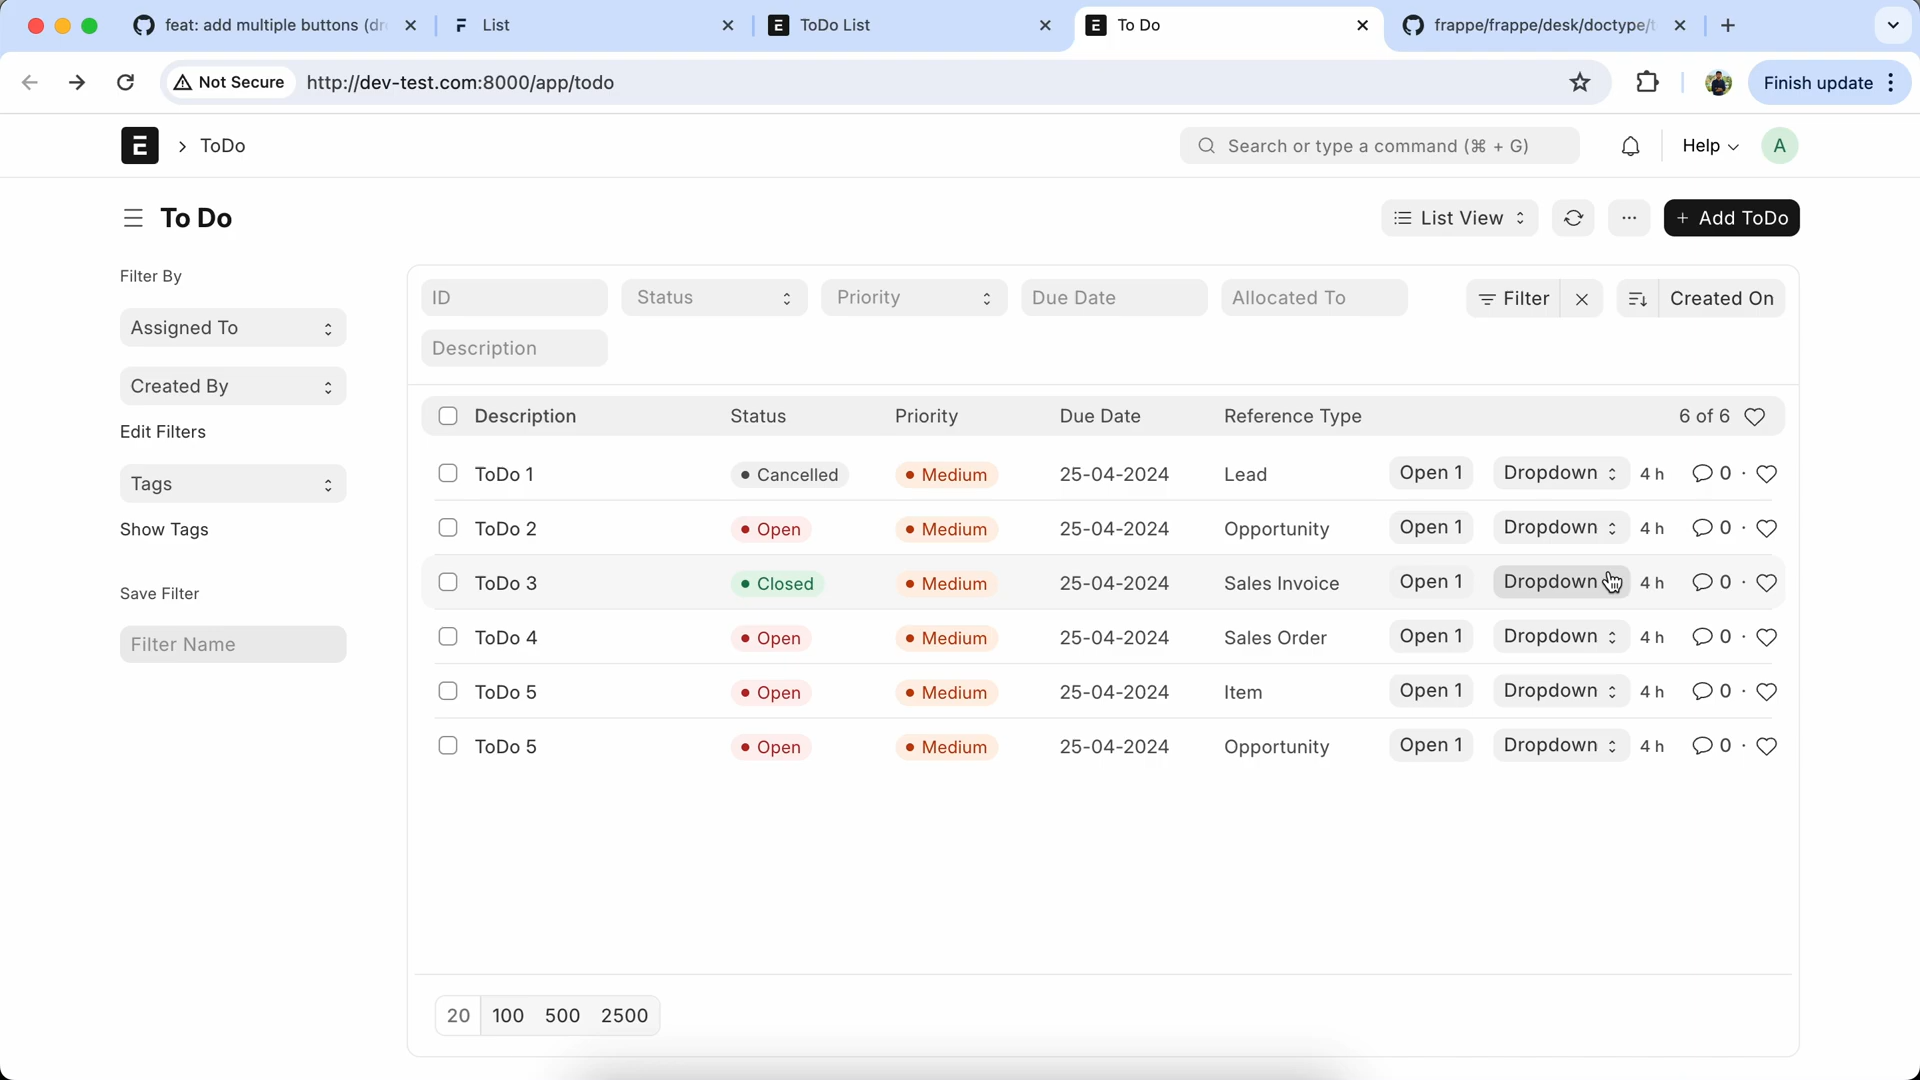 feat: add multiple buttons (dr
List
ToDo List
To Do
frappe/frappe/desk/doctype/t
Not Secure
http://dev-test.com:8000/app/todo
Finish update
ToDo
Search or type a command (⌘ + G)
Help
A
To Do
List View
Add ToDo
Filter By
Assigned To
Created By
Edit Filters
Tags
Show Tags
Save Filter
Filter Name
ID Status Priority Due Date Allocated To Filter Created On
Description
Description Status Priority Due Date Reference Type 6 of 6
ToDo 1 Cancelled Medium 25-04-2024 Lead Open 1 Dropdown 4 h 0
ToDo 2 Open Medium 25-04-2024 Opportunity Open 1 Dropdown 4 h 0
ToDo 3 Closed Medium 25-04-2024 Sales Invoice Open 1 Dropdown 4 h 0
ToDo 4 Open Medium 25-04-2024 Sales Order Open 1 Dropdown 4 h 0
ToDo 5 Open Medium 25-04-2024 Item Open 1 Dropdown 4 h 0
ToDo 5 Open Medium 25-04-2024 Opportunity Open 1 Dropdown 4 h 0
20 100 500 2500